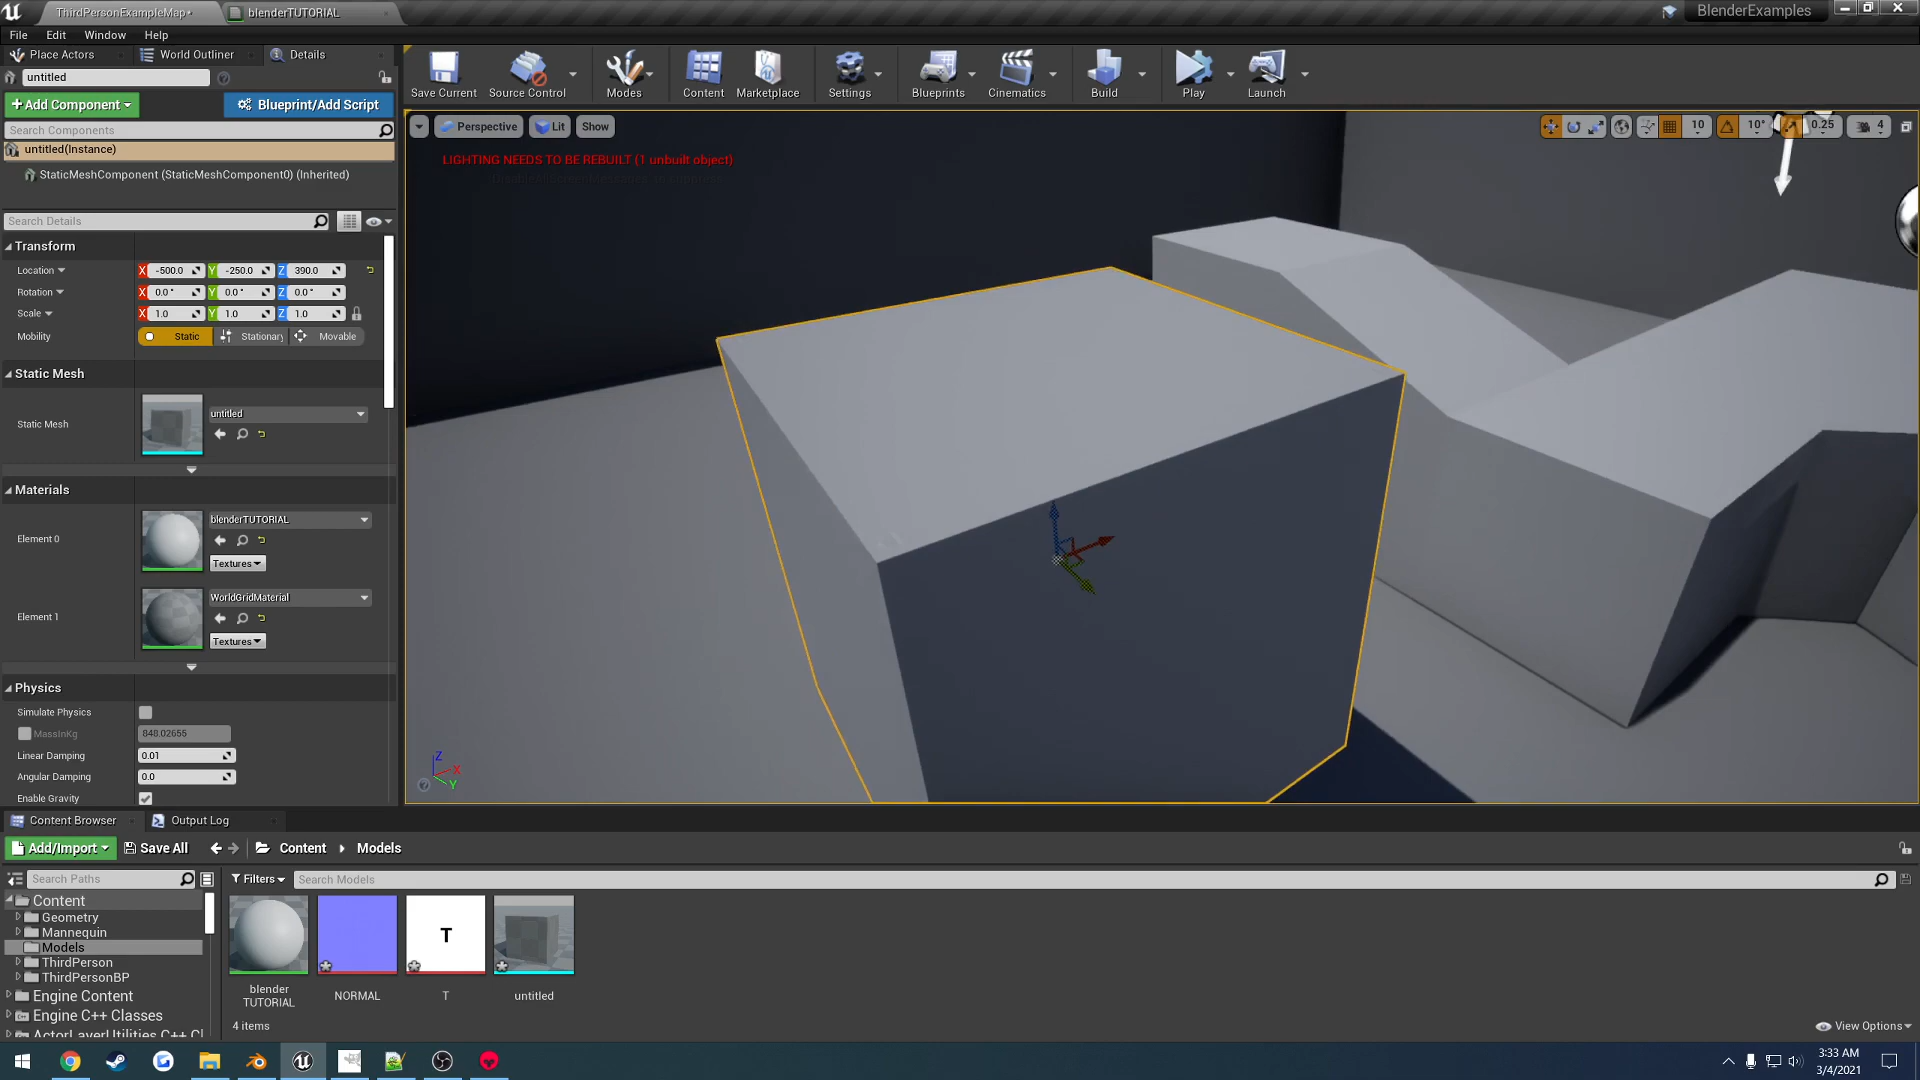 ThirdPersonExampleMap*
blenderTUTORIAL
BlenderExamples
File Edit Window Help
Place Actors World Outliner Details
untitled
Add Component Blueprint/Add Script
Search Components
untitled(Instance)
StaticMeshComponent (StaticMeshComponent0) (Inherited)
Search Details
Transform
Location X -500.0 Y -250.0 Z 390.0
Rotation X 0.0° Y 0.0° Z 0.0°
Scale X 1.0 Y 1.0 Z 1.0
Mobility Static Stationary Movable
Static Mesh
Static Mesh untitled
Materials
Element 0 blenderTUTORIAL
Textures
Element 1 WorldGridMaterial
Textures
Physics
Simulate Physics
MassInKg 848.02655
Linear Damping 0.01
Angular Damping 0.0
Enable Gravity
Save Current Source Control Modes Content Marketplace Settings Blueprints Cinematics Build Play Launch
Perspective Lit Show 10 10° 0.25 4
LIGHTING NEEDS TO BE REBUILT (1 unbuilt object)
Z
X
Y
Content Browser Output Log
Add/Import Save All Content Models
Search Paths Filters Search Models
Content
Geometry
Mannequin
Models
ThirdPerson
ThirdPersonBP
Engine Content
Engine C++ Classes
ActorLayerUtilities C++ Cl
T
blender
TUTORIAL
NORMAL
T
untitled
4 items
View Options
3:33 AM
3/4/2021